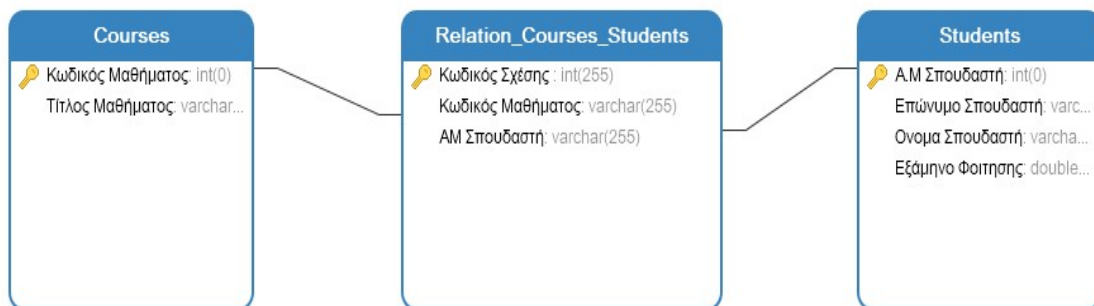 Courses
Κωδικός Μαθήματος: int(0)
Τίτλος Μαθήματος: varchar...
Relation_Courses_Students
Κωδικός Σχέσης : int(255)
Κωδικός Μαθήματος: varchar(255)
ΑΜ Σπουδαστή: varchar(255)
Students
Α.Μ Σπουδαστή: int(0)
Επώνυμο Σπουδαστή: varc...
Ονομα Σπουδαστή: varcha...
Εξάμηνο Φοιτησης: double...